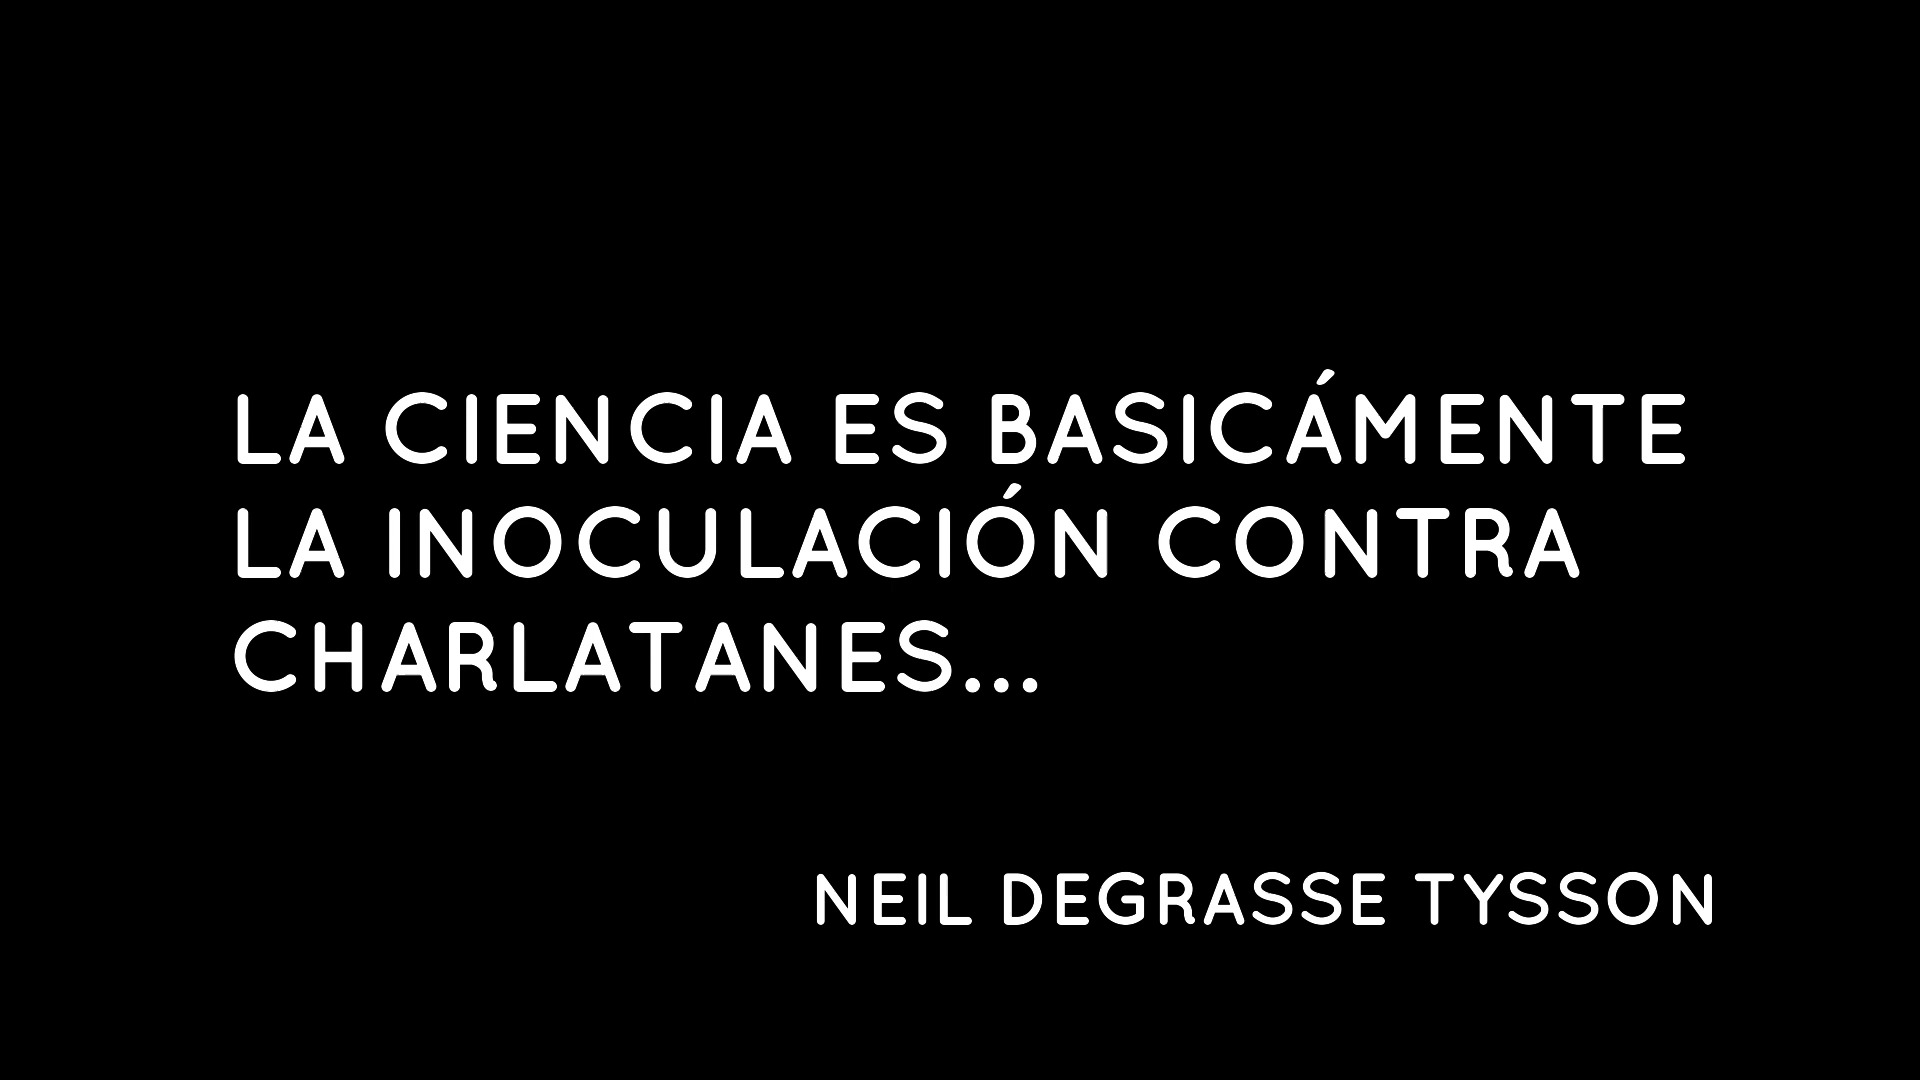 LA CIENCIA ES BASICÁMENTE
LA INOCULACIÓN CONTRA
CHARLATANES...
NEIL DEGRASSE TYSSON